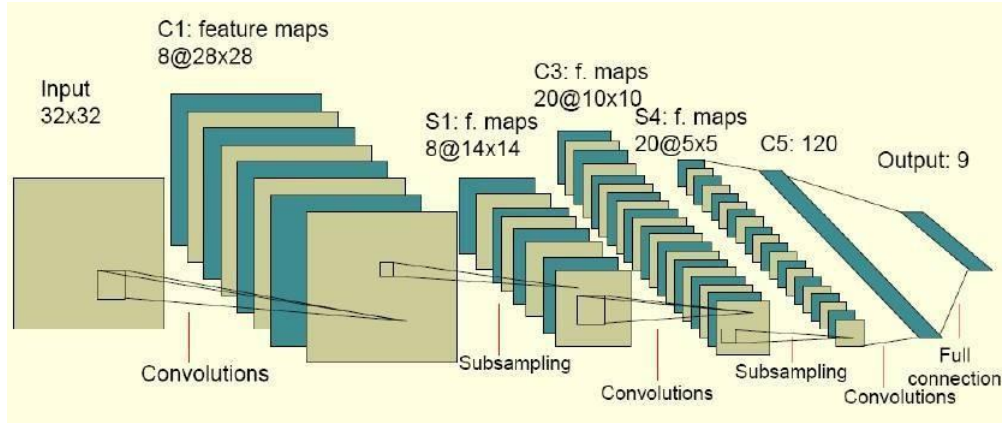 Input
32x32
C1: feature maps
8@28x28
S1: f. maps
8@14x14
C3: f. maps
20@10x10
S4: f. maps
20@5x5
C5: 120
Output: 9
Convolutions
Subsampling
Convolutions
Subsampling
Convolutions
Full
connection